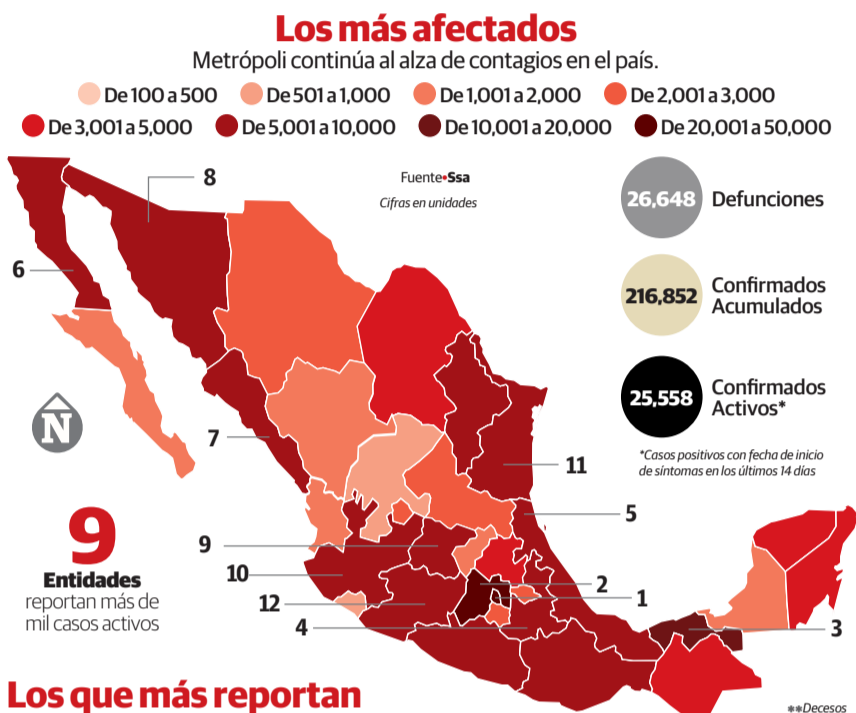 Los más afectados
Metrópoli continúa al alza de contagios en el país.
De 100 a 500
De 501 a 1,000
De 1,001 a 2,000
De 2,001 a 3,000
De 3,001 a 5,000
De 5,001 a 10,000
De 10,001 a 20,000
De 20,001 a 50,000
Fuente•Ssa
Cifras en unidades
26,648
Defunciones
216,852
Confirmados
Acumulados
25,558
Confirmados
Activos*
*Casos positivos con fecha de inicio
de síntomas en los últimos 14 días
8
6
N
7
11
5
9
10
12
4
2
1
3
9
Entidades
reportan más de
mil casos activos
Los que más reportan
**Decesos